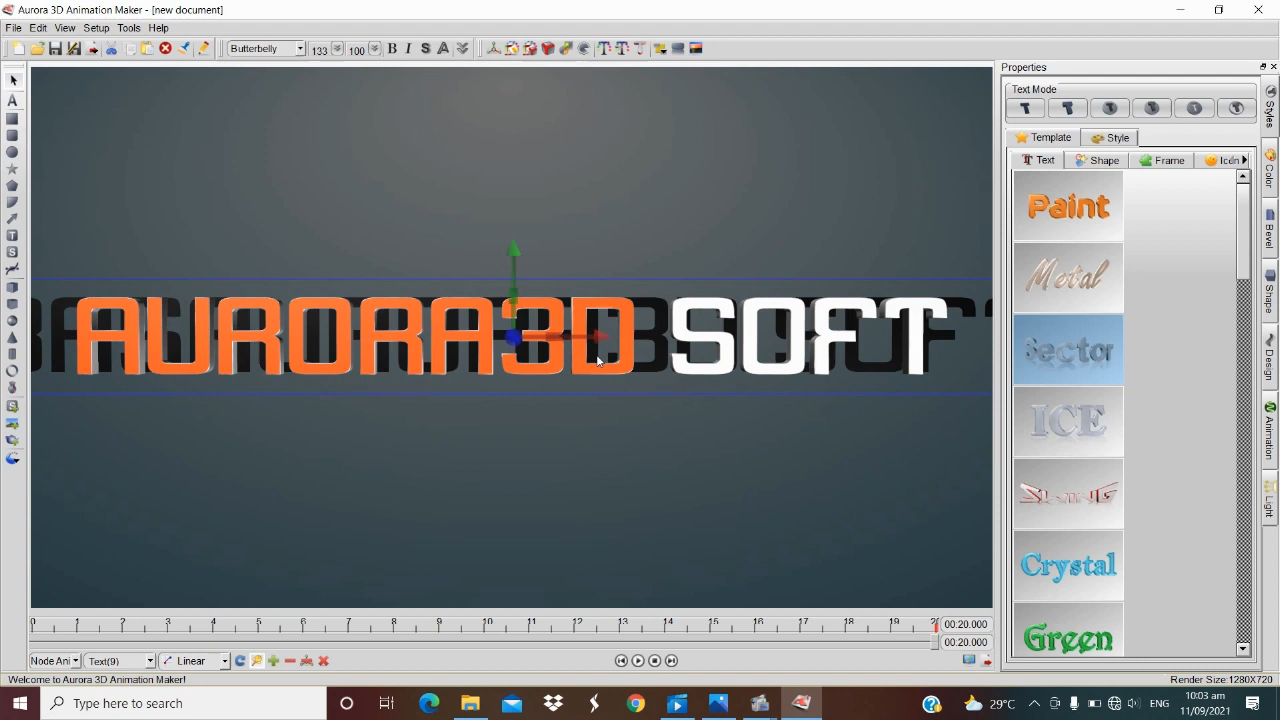 Aurora 3D Animation Maker - [new document]
File Edit View Setup Tools Help
Butterbelly 133 100 B I S A
Properties
Text Mode
Template Style
Text Shape Frame Icon
Paint
Metal
Sector
ICE
Crystal
Green
Styles
Color
Bevel
Shape
Design
Animation
Light
AURORA3D SOFT
0 1 2 3 4 5 6 7 8 9 10 11 12 13 14 15 16 17 18 19 00:20.000
00:20.000
Node Ani Text(9) Linear
Welcome to Aurora 3D Animation Maker! Render Size:1280X720
Type here to search 29°C 10:03 am
11/09/2021